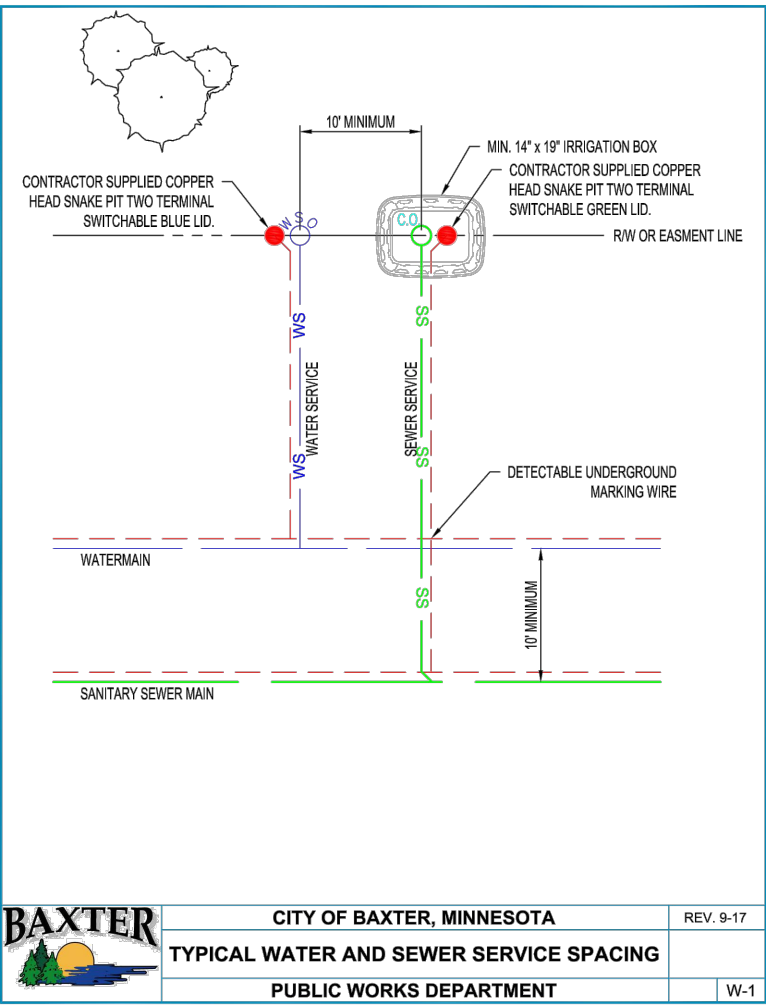 10' MINIMUM
MIN. 14" x 19" IRRIGATION BOX
CONTRACTOR SUPPLIED COPPER
HEAD SNAKE PIT TWO TERMINAL
SWITCHABLE GREEN LID.
CONTRACTOR SUPPLIED COPPER
HEAD SNAKE PIT TWO TERMINAL
SWITCHABLE BLUE LID.
WSO
C.O.
R/W OR EASMENT LINE
WS
SS
WATER SERVICE
SEWER SERVICE
WS
SS
DETECTABLE UNDERGROUND
MARKING WIRE
WATERMAIN
SS
10' MINIMUM
SANITARY SEWER MAIN
BAXTER
CITY OF BAXTER, MINNESOTA
REV. 9-17
TYPICAL WATER AND SEWER SERVICE SPACING
PUBLIC WORKS DEPARTMENT
W-1